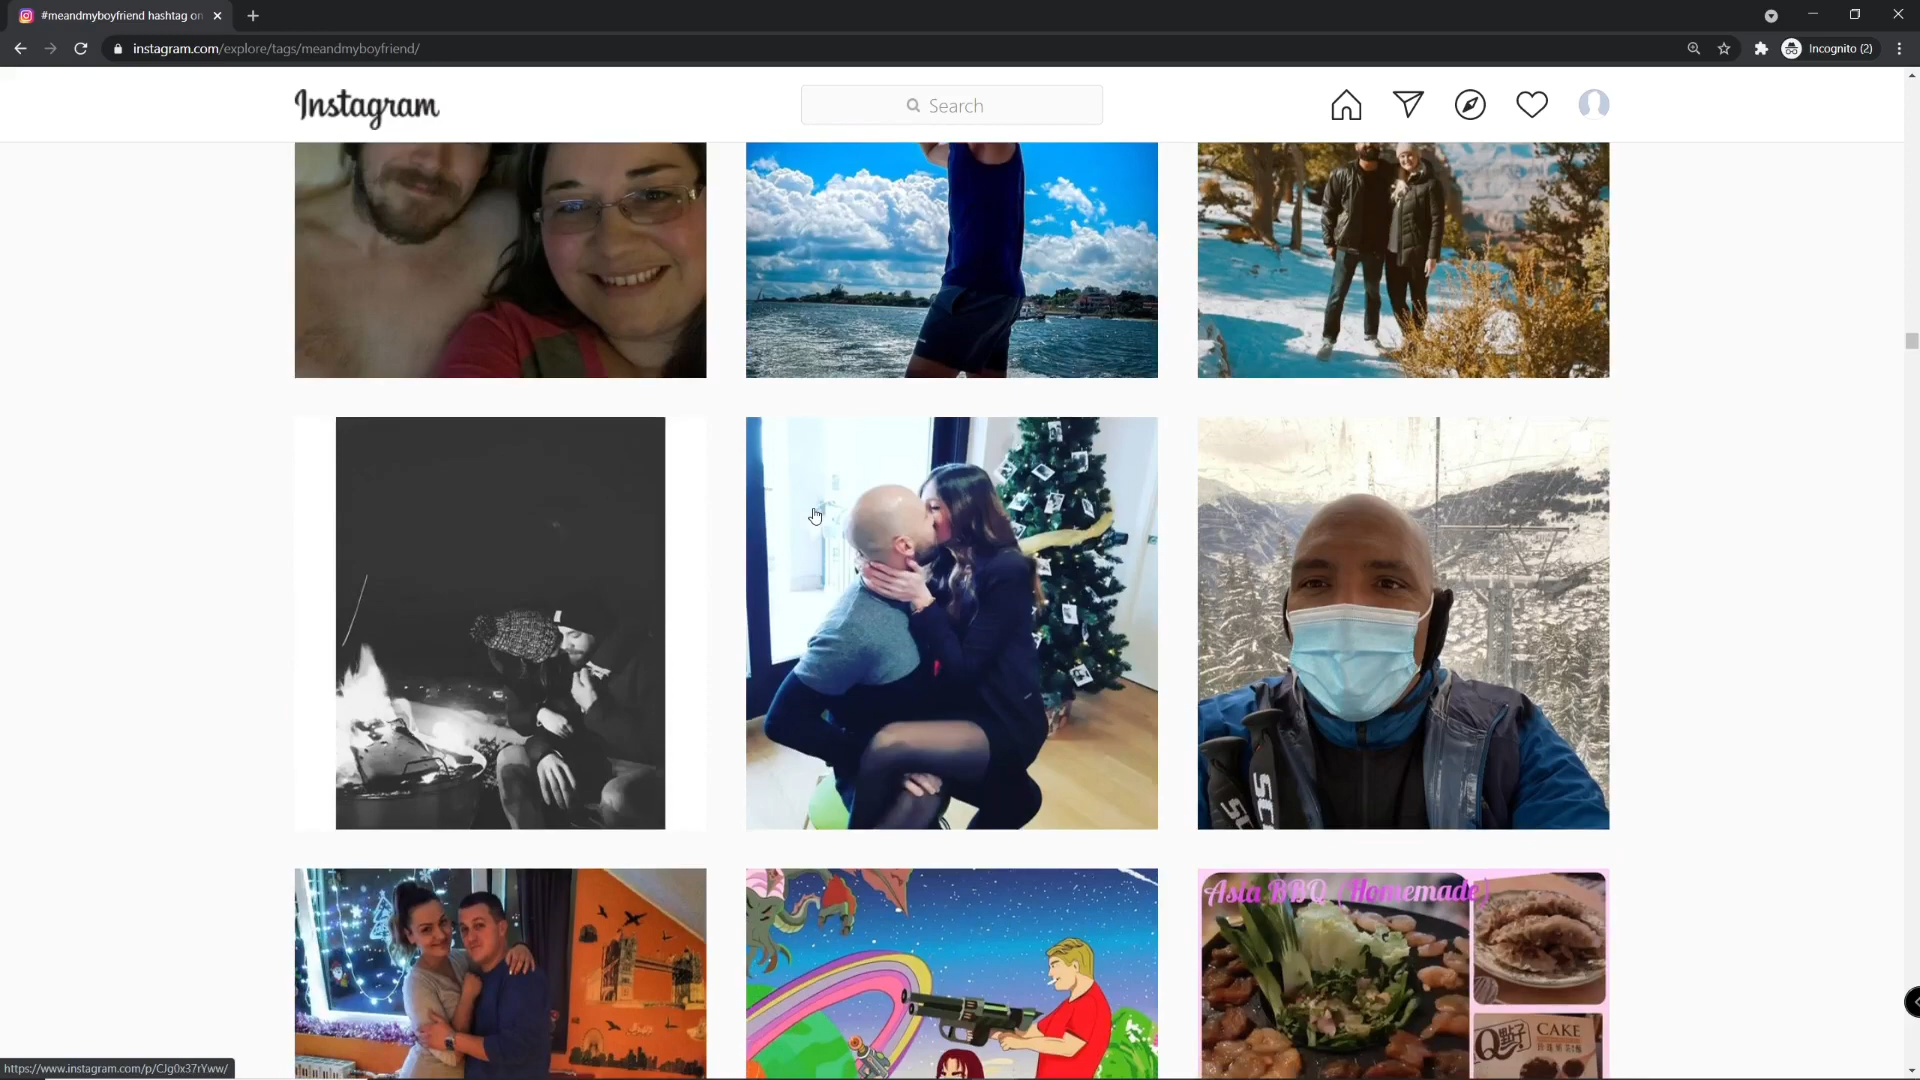 #meandmyboyfriend hashtag on
instagram.com/explore/tags/meandmyboyfriend/
Incognito (2)
Instagram
Search
Asia BBQ (Homemade)
CAKE
https://www.instagram.com/p/CJg0x37rYww/